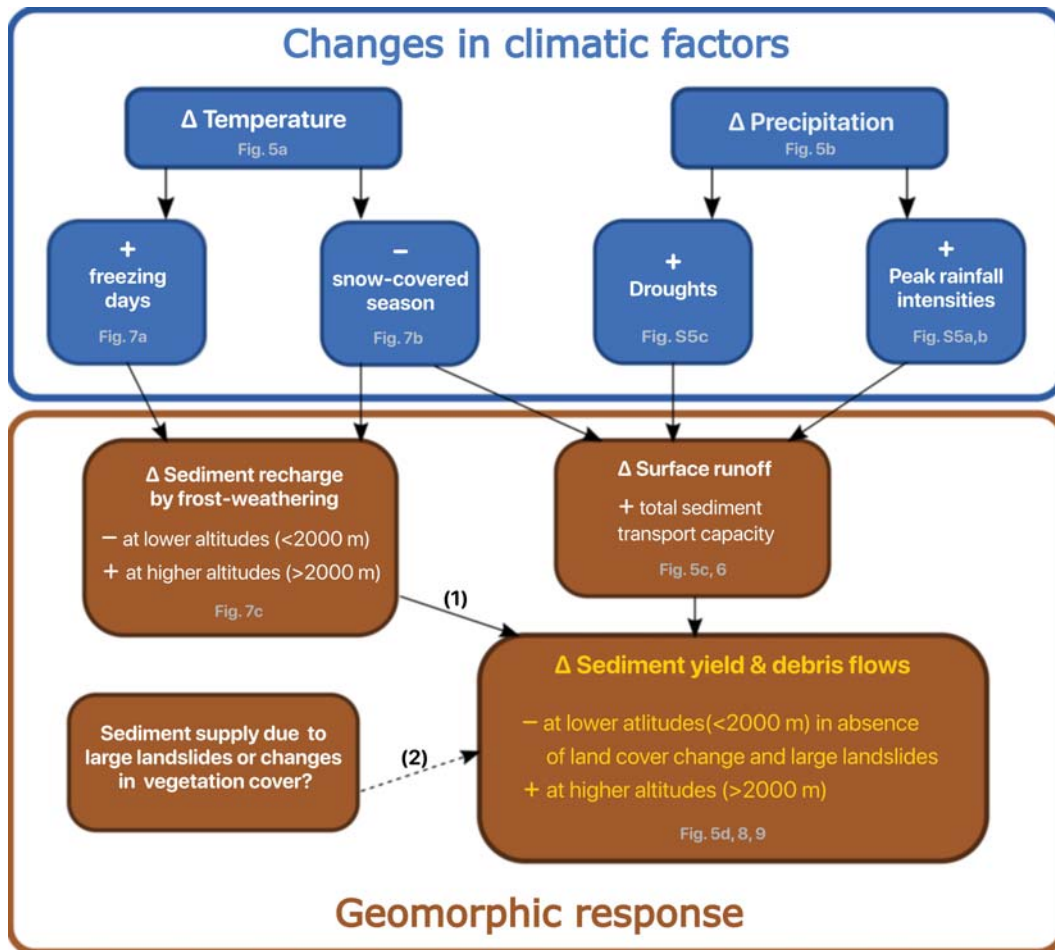 Changes in climatic factors
Δ Temperature
Fig. 5a
Δ Precipitation
Fig. 5b
+
freezing
days
Fig. 7a
−
snow-covered
season
Fig. 7b
+
Droughts
Fig. S5c
+
Peak rainfall
intensities
Fig. S5a,b
Δ Sediment recharge
by frost-weathering
− at lower altitudes (<2000 m)
+ at higher altitudes (>2000 m)
Fig. 7c
Δ Surface runoff
+ total sediment
transport capacity
Fig. 5c, 6
(1)
Δ Sediment yield & debris flows
− at lower atlitudes(<2000 m) in absence
of land cover change and large landslides
+ at higher altitudes (>2000 m)
Fig. 5d, 8, 9
Sediment supply due to
large landslides or changes
in vegetation cover?
(2)
Geomorphic response